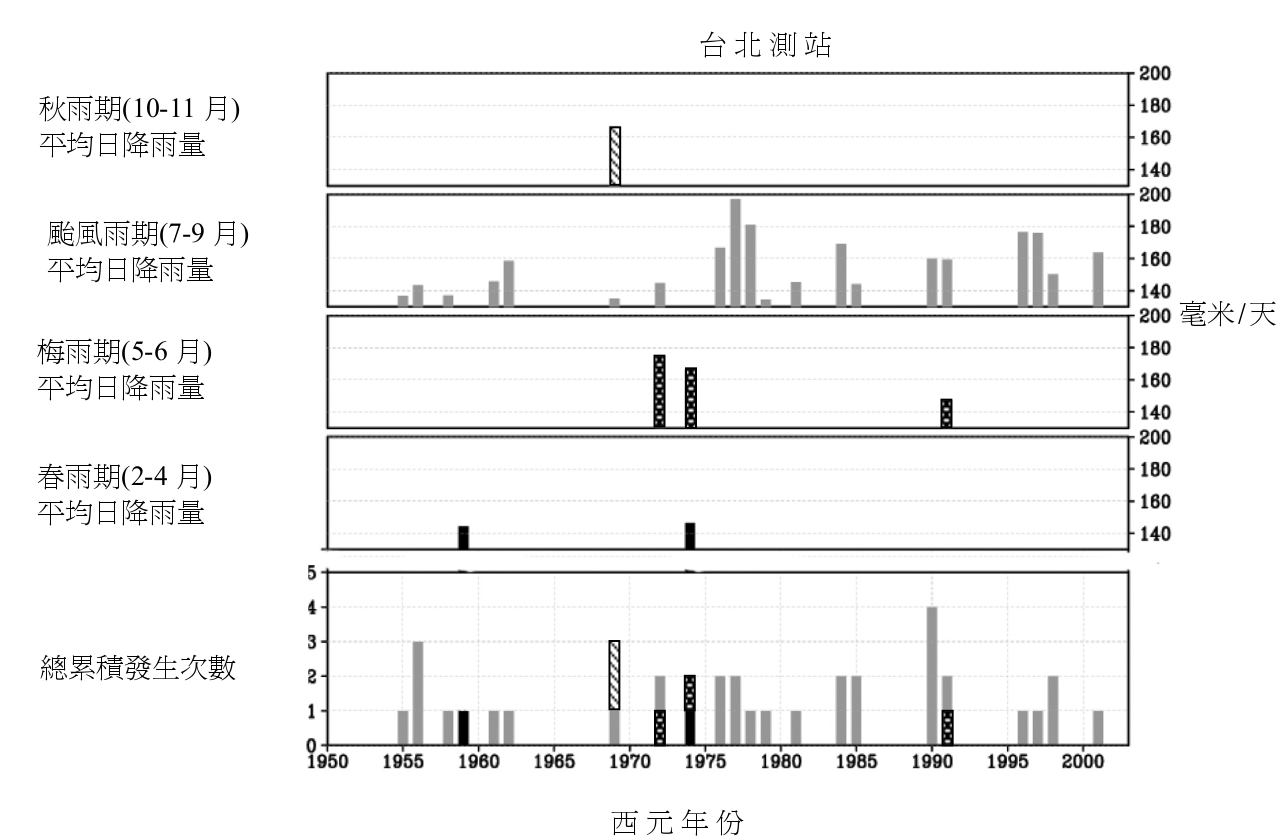 台北測站
秋雨期(10-11 月)
平均日降雨量
200
180
160
140
颱風雨期(7-9 月)
平均日降雨量
200
180
160
140
毫米/天
梅雨期(5-6 月)
平均日降雨量
200
180
160
140
春雨期(2-4 月)
平均日降雨量
200
180
160
140
總累積發生次數
5
4
3
2
1
0
1950 1955 1960 1965 1970 1975 1980 1985 1990 1995 2000
西元年份